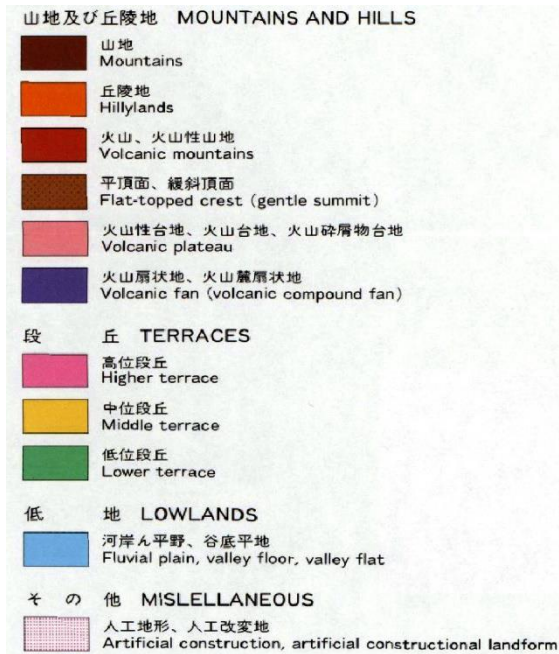 山地及び丘陵地 MOUNTAINS AND HILLS
山地
Mountains
丘陵地
Hillylands
火山、火山性山地
Volcanic mountains
平頂面、緩斜頂面
Flat-topped crest (gentle summit)
火山性台地、火山台地、火山砕屑物台地
Volcanic plateau
火山扇状地、火山麓扇状地
Volcanic fan (volcanic compound fan)
段 丘 TERRACES
高位段丘
Higher terrace
中位段丘
Middle terrace
低位段丘
Lower terrace
低 地 LOWLANDS
河岸ん平野、谷底平地
Fluvial plain, valley floor, valley flat
そ の 他 MISLELLANEOUS
人工地形、人工改変地
Artificial construction, artificial constructional landform